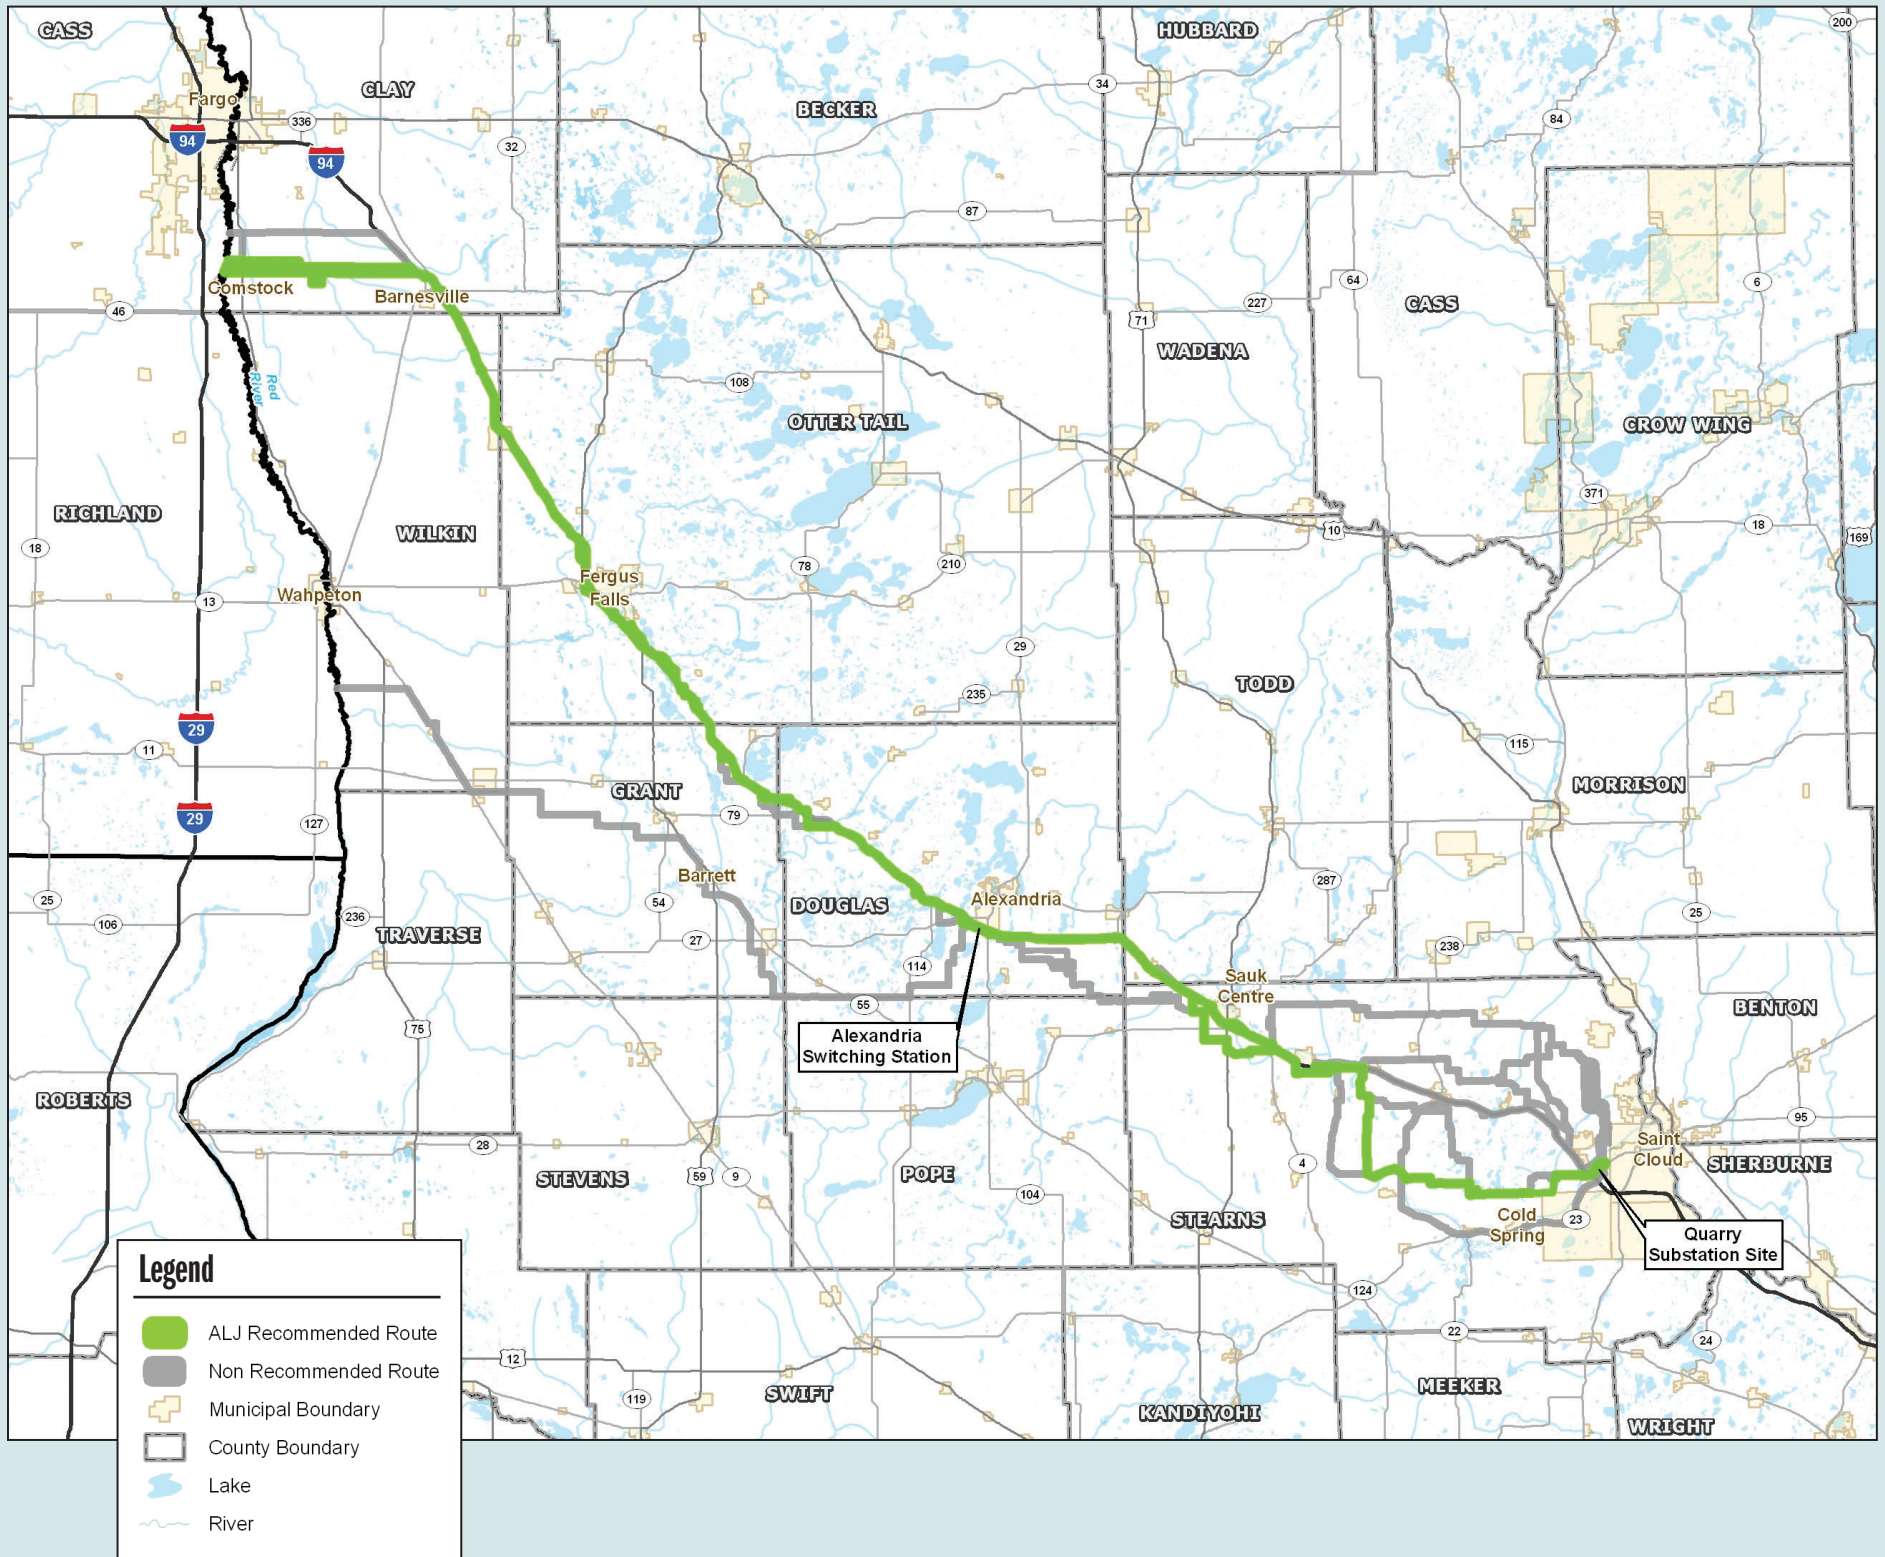 CASS
HUBBARD
200
CLAY
BECKER
34
Fargo
336
84
94
94
32
87
Comstock
Barnesville
46
227
64
6
CASS
71
WADENA
Red
River
108
OTTER TAIL
CROW WING
371
RICHLAND
WILKIN
18
10
18
169
78
210
Fergus
Falls
Wahpeton
13
29
235
TODD
29
11
115
GRANT
MORRISON
79
29
127
Barrett
287
25
54
DOUGLAS
Alexandria
25
106
236
TRAVERSE
27
238
114
Sauk
Centre
55
BENTON
75
Alexandria
Switching Station
ROBERTS
95
28
Saint
Cloud
4
SHERBURNE
STEVENS
59
9
POPE
104
STEARNS
Cold
Spring
23
Quarry
Substation Site
124
22
24
12
119
SWIFT
MEEKER
KANDIYOHI
WRIGHT
Legend
ALJ Recommended Route
Non Recommended Route
Municipal Boundary
County Boundary
Lake
River